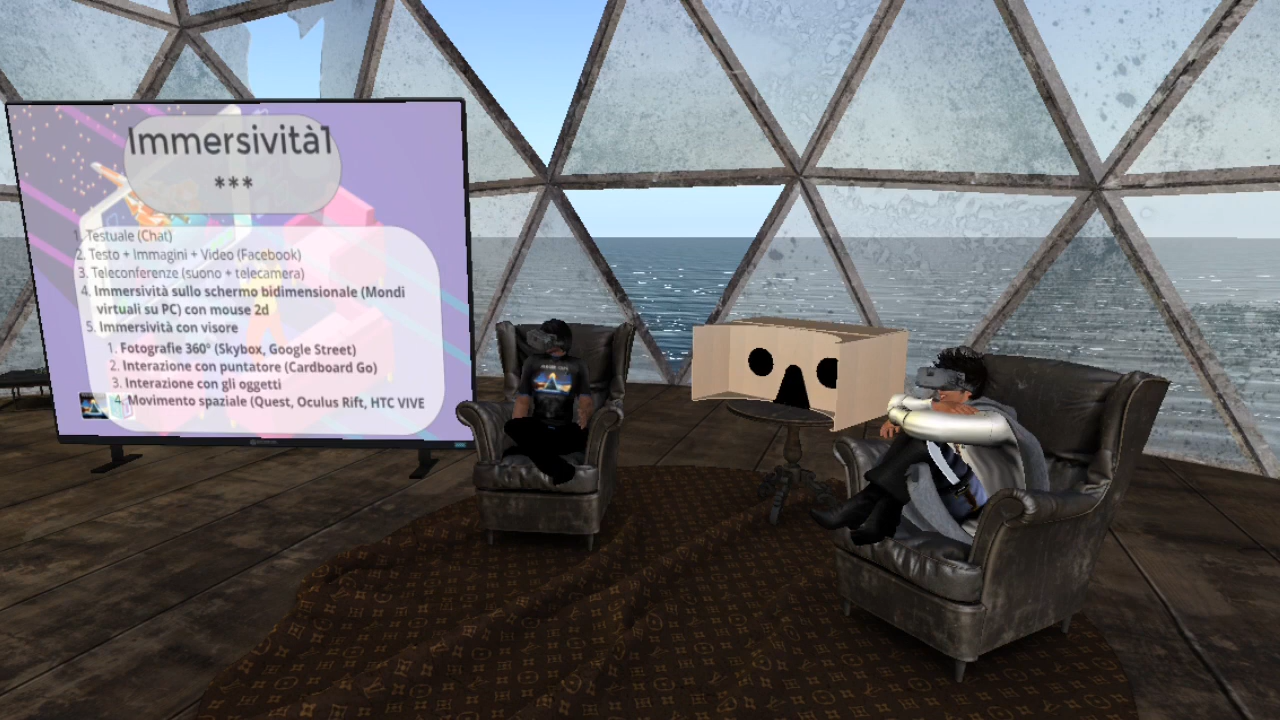 Immersività1
***
1. Testuale (Chat)
2. Testo + Immagini + Video (Facebook)
3. Teleconferenze (suono + telecamera)
4. Immersività sullo schermo bidimensionale (Mondi
virtuali su PC) con mouse 2d
5. Immersività con visore
1. Fotografie 360° (Skybox, Google Street)
2. Interazione con puntatore (Cardboard Go)
3. Interazione con gli oggetti
4. Movimento spaziale (Quest, Oculus Rift, HTC VIVE